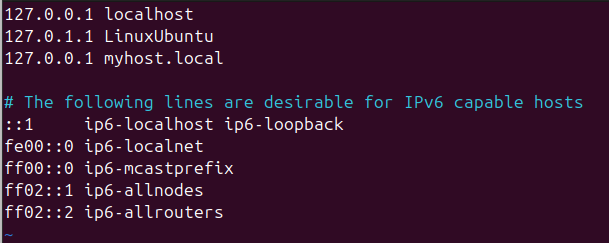 127.0.0.1 localhost
127.0.1.1 LinuxUbuntu
127.0.0.1 myhost.local
# The following lines are desirable for IPv6 capable hosts
::1     ip6-localhost ip6-loopback
fe00::0 ip6-localnet
ff00::0 ip6-mcastprefix
ff02::1 ip6-allnodes
ff02::2 ip6-allrouters
~